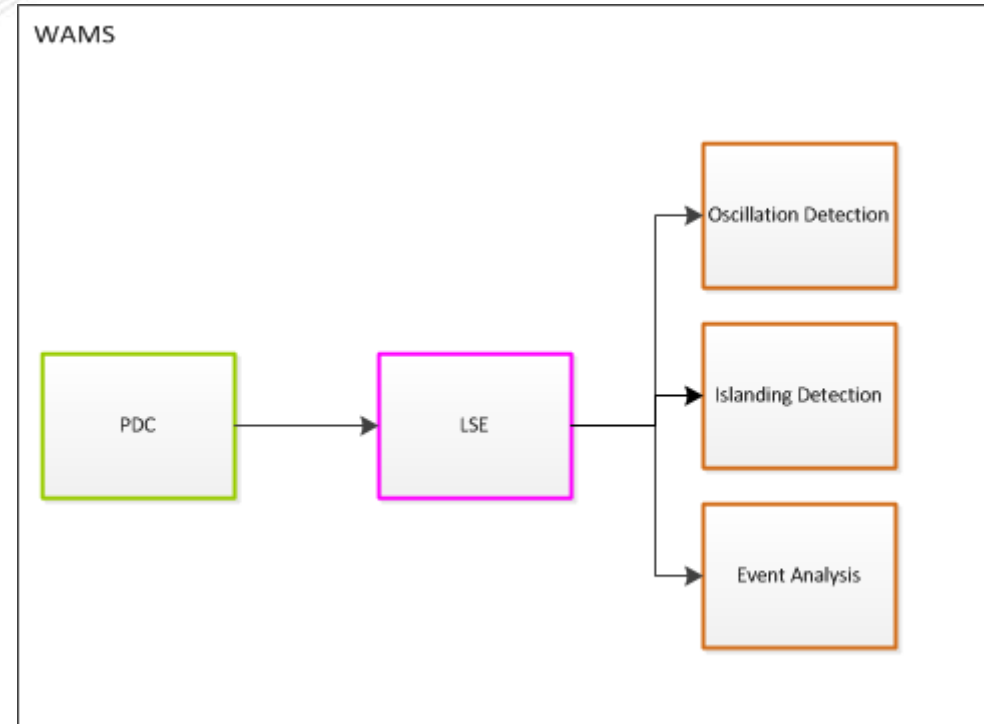 WAMS
Oscillation Detection
Islanding Detection
PDC
LSE
Event Analysis